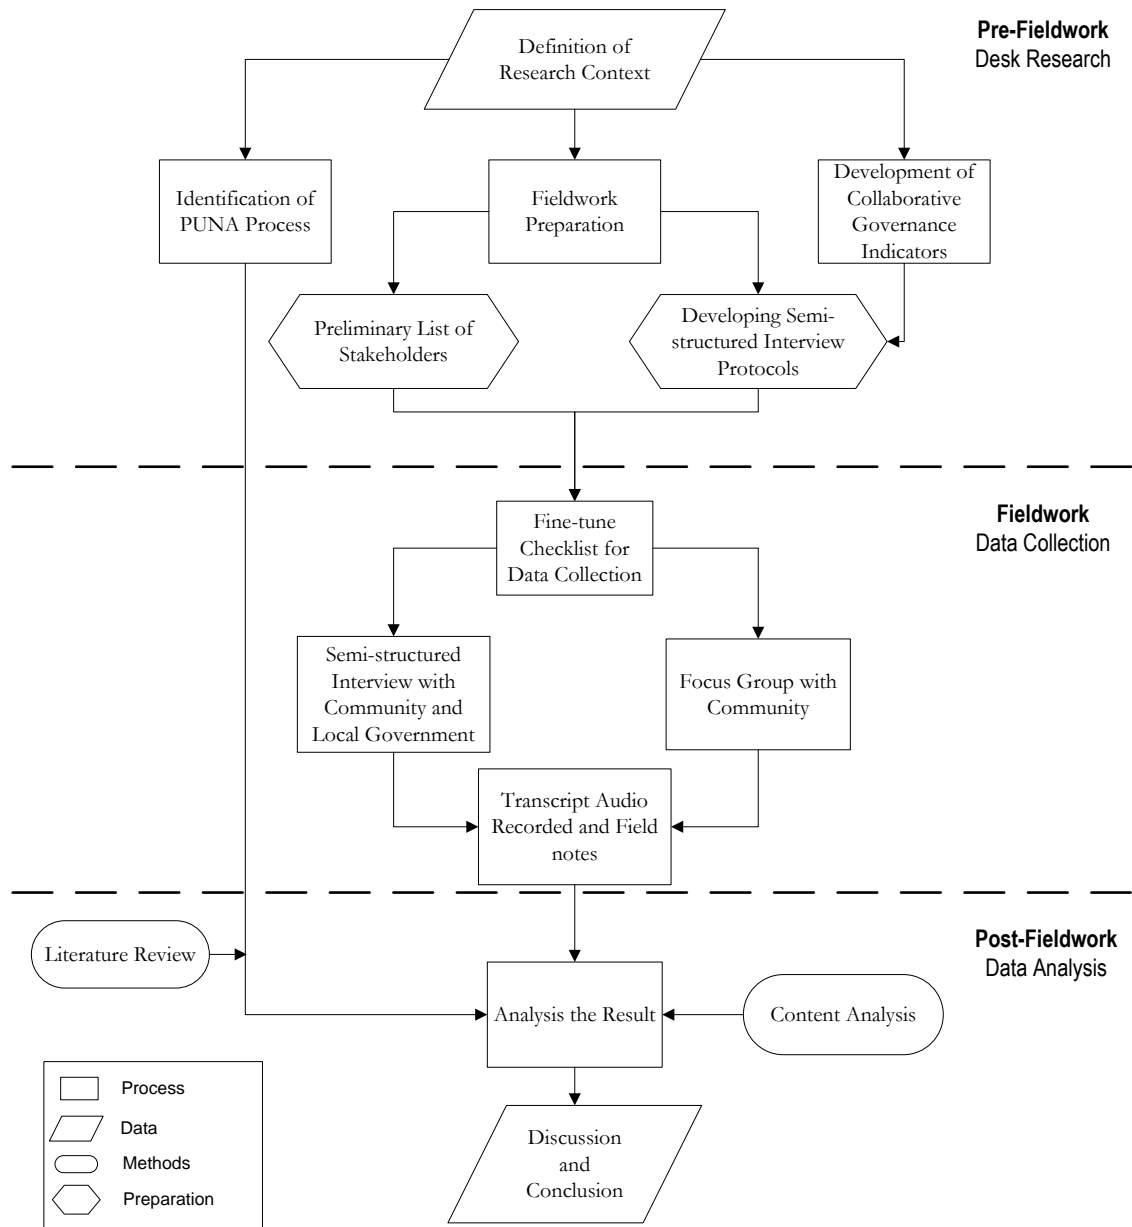 Pre-Fieldwork
Desk Research
Definition of
Research Context
Identification of
PUNA Process
Fieldwork
Preparation
Development of
Collaborative
Governance
Indicators
Preliminary List of
Stakeholders
Developing Semi-
structured Interview
Protocols
Fieldwork
Data Collection
Fine-tune
Checklist for
Data Collection
Semi-structured
Interview with
Community and
Local Government
Focus Group with
Community
Transcript Audio
Recorded and Field
notes
Post-Fieldwork
Data Analysis
Literature Review
Analysis the Result
Content Analysis
Discussion
and
Conclusion
Process
Data
Methods
Preparation